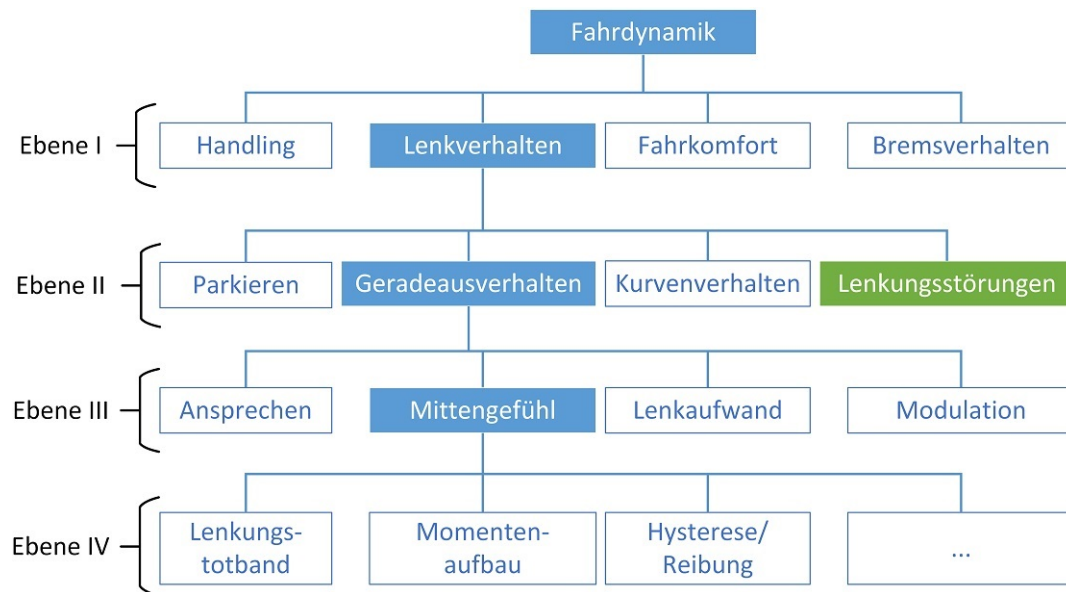 Fahrdynamik
Ebene I
Handling
Lenkverhalten
Fahrkomfort
Bremsverhalten
Ebene II
Parkieren
Geradeausverhalten
Kurvenverhalten
Lenkungsstörungen
Ebene III
Ansprechen
Mittengefühl
Lenkaufwand
Modulation
Ebene IV
Lenkungs-
totband
Momenten-
aufbau
Hysterese/
Reibung
...